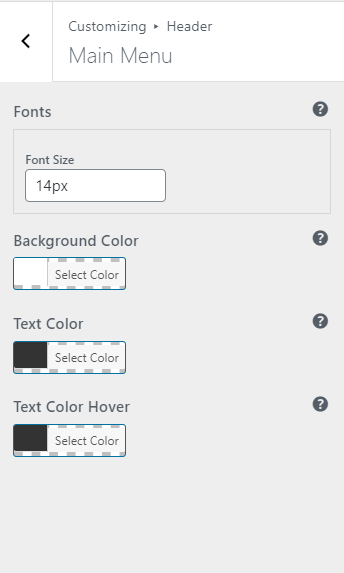 Customizing ▸ Header
Main Menu
Fonts
Font Size
14px
Background Color
Select Color
Text Color
Select Color
Text Color Hover
Select Color